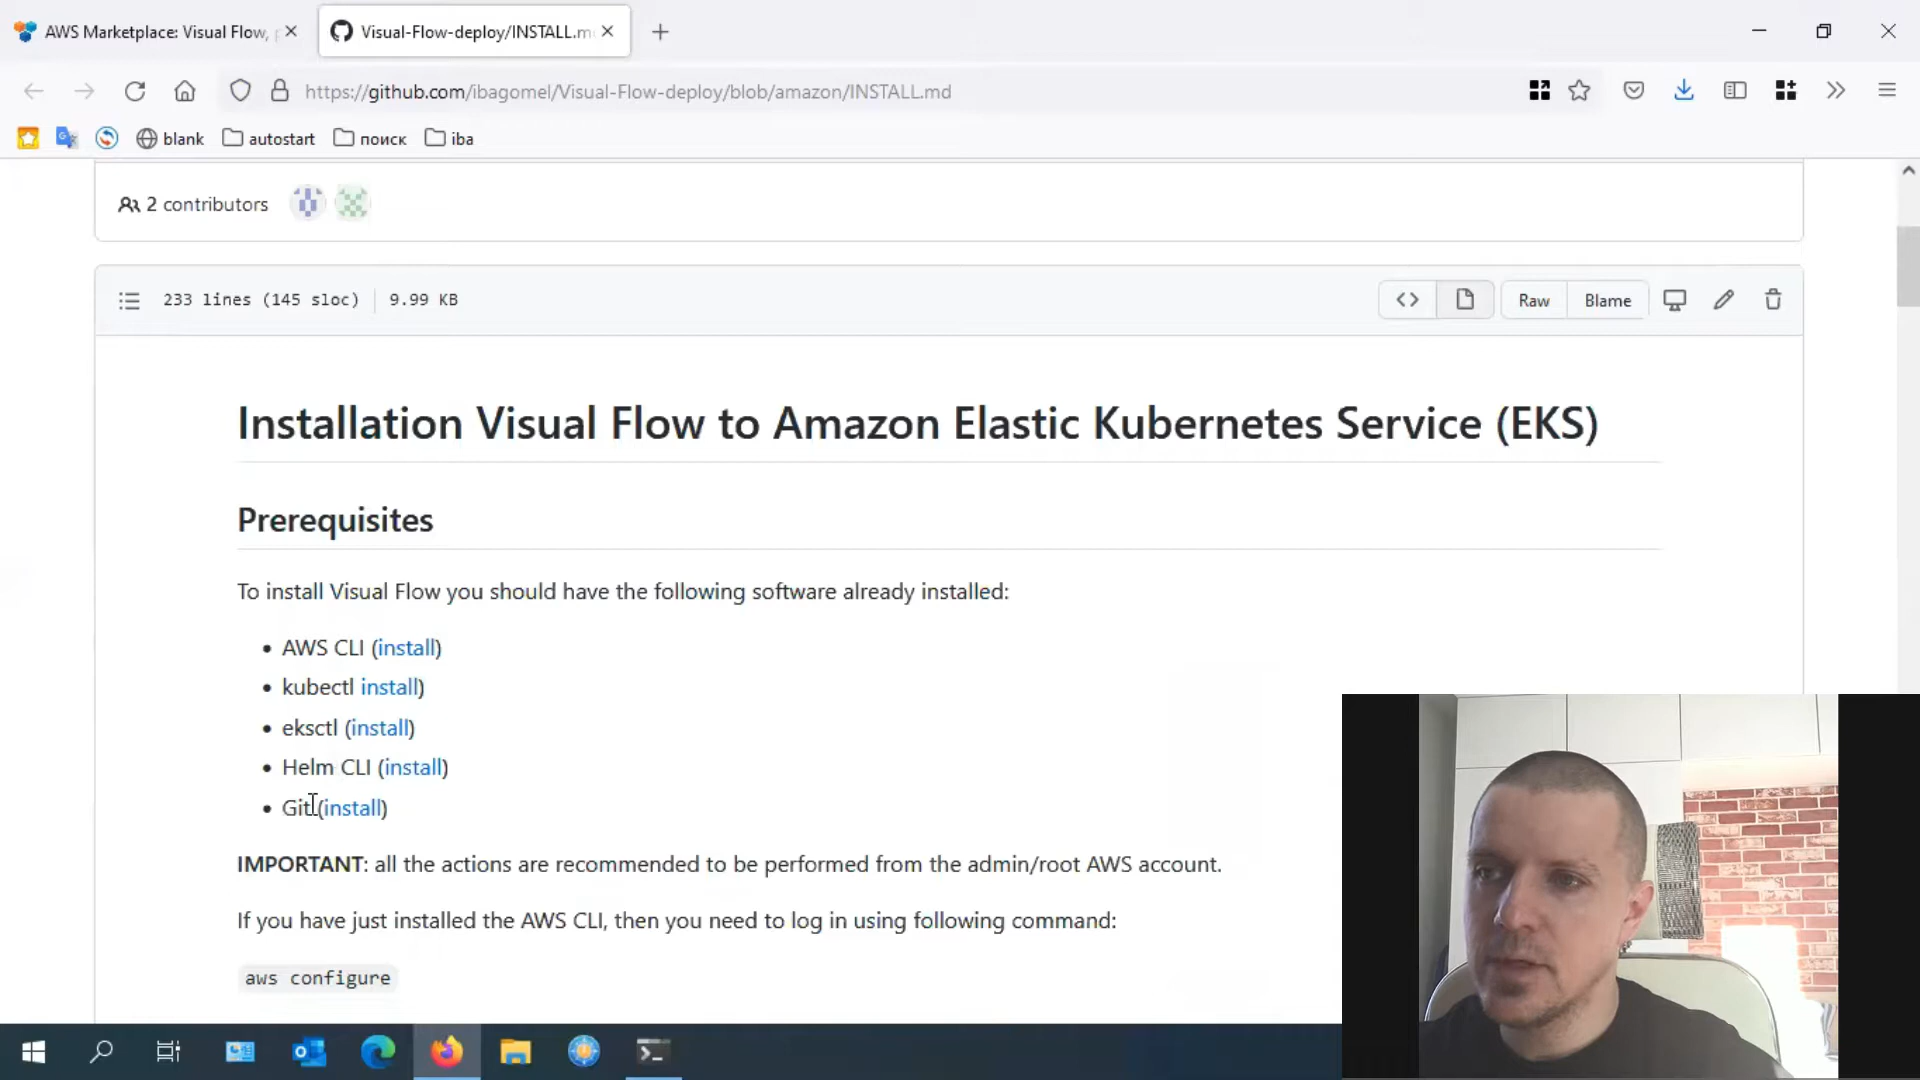 AWS Marketplace: Visual Flow,
Visual-Flow-deploy/INSTALL.m
https://github.com/ibagomel/Visual-Flow-deploy/blob/amazon/INSTALL.md
blank
autostart
поиск
iba
2 contributors
233 lines (145 sloc)
9.99 KB
Raw
Blame
Installation Visual Flow to Amazon Elastic Kubernetes Service (EKS)
Prerequisites
To install Visual Flow you should have the following software already installed:
• AWS CLI (install)
• kubectl install)
• eksctl (install)
• Helm CLI (install)
• Git (install)
IMPORTANT: all the actions are recommended to be performed from the admin/root AWS account.
If you have just installed the AWS CLI, then you need to log in using following command:
aws configure